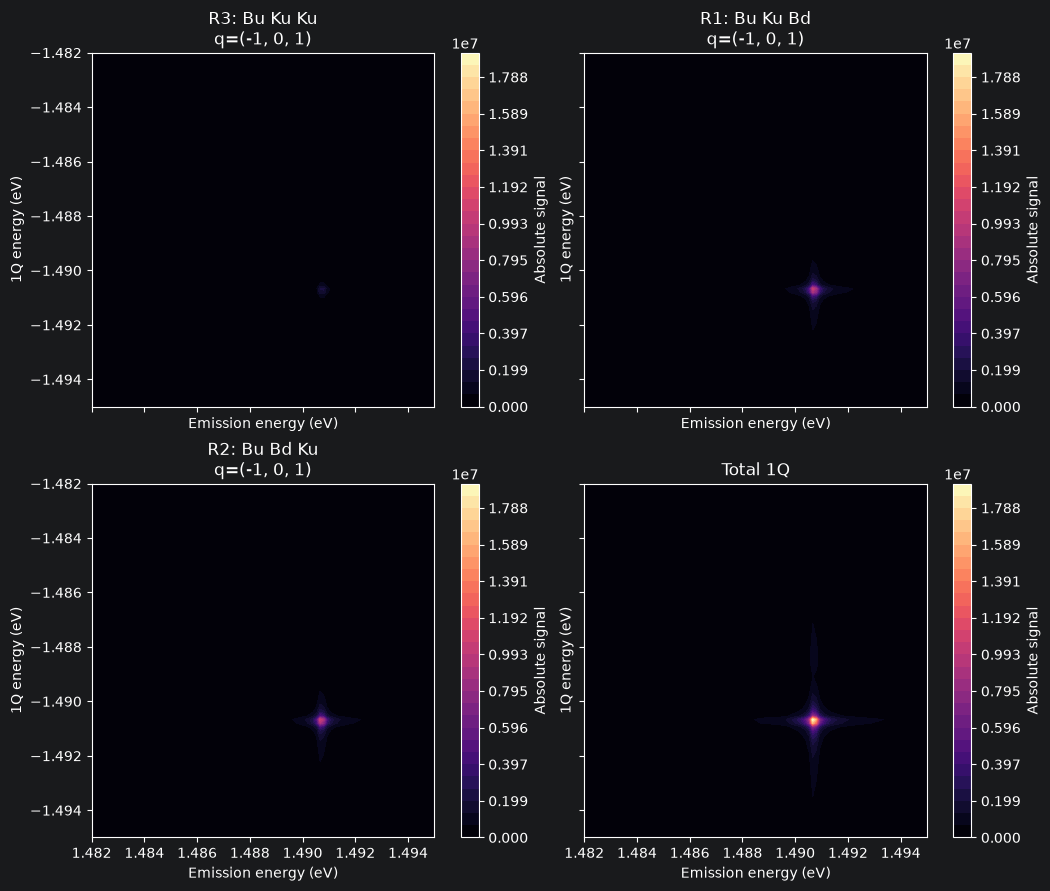 R3: Bu Ku Ku
q=(-1, 0, 1)
1e7
−1.482
−1.484
−1.486
−1.488
−1.490
−1.492
−1.494
1Q energy (eV)
Emission energy (eV)
1.788
1.589
1.391
1.192
0.993
0.795
0.596
0.397
0.199
0.000
Absolute signal
R1: Bu Ku Bd
q=(-1, 0, 1)
1e7
1Q energy (eV)
Emission energy (eV)
1.788
1.589
1.391
1.192
0.993
0.795
0.596
0.397
0.199
0.000
Absolute signal
R2: Bu Bd Ku
q=(-1, 0, 1)
1e7
−1.482
−1.484
−1.486
−1.488
−1.490
−1.492
−1.494
1Q energy (eV)
1.482 1.484 1.486 1.488 1.490 1.492 1.494
Emission energy (eV)
1.788
1.589
1.391
1.192
0.993
0.795
0.596
0.397
0.199
0.000
Absolute signal
Total 1Q
1e7
1Q energy (eV)
1.482 1.484 1.486 1.488 1.490 1.492 1.494
Emission energy (eV)
1.788
1.589
1.391
1.192
0.993
0.795
0.596
0.397
0.199
0.000
Absolute signal